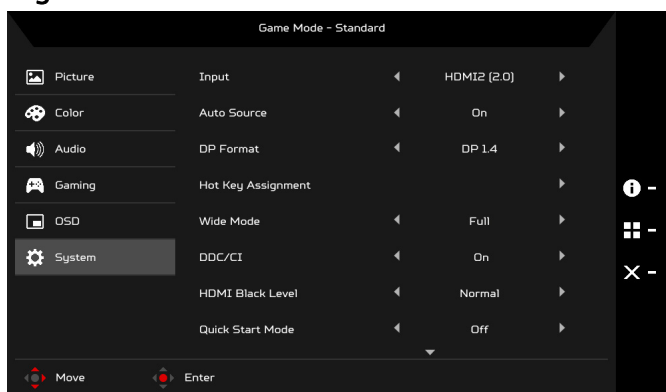 Game Mode - Standard
Picture Input HDMI2 (2.0)
Color Auto Source On
Audio DP Format DP 1.4
Gaming Hot Key Assignment
OSD Wide Mode Full
System DDC/CI On
HDMI Black Level Normal
Quick Start Mode Off
Move Enter